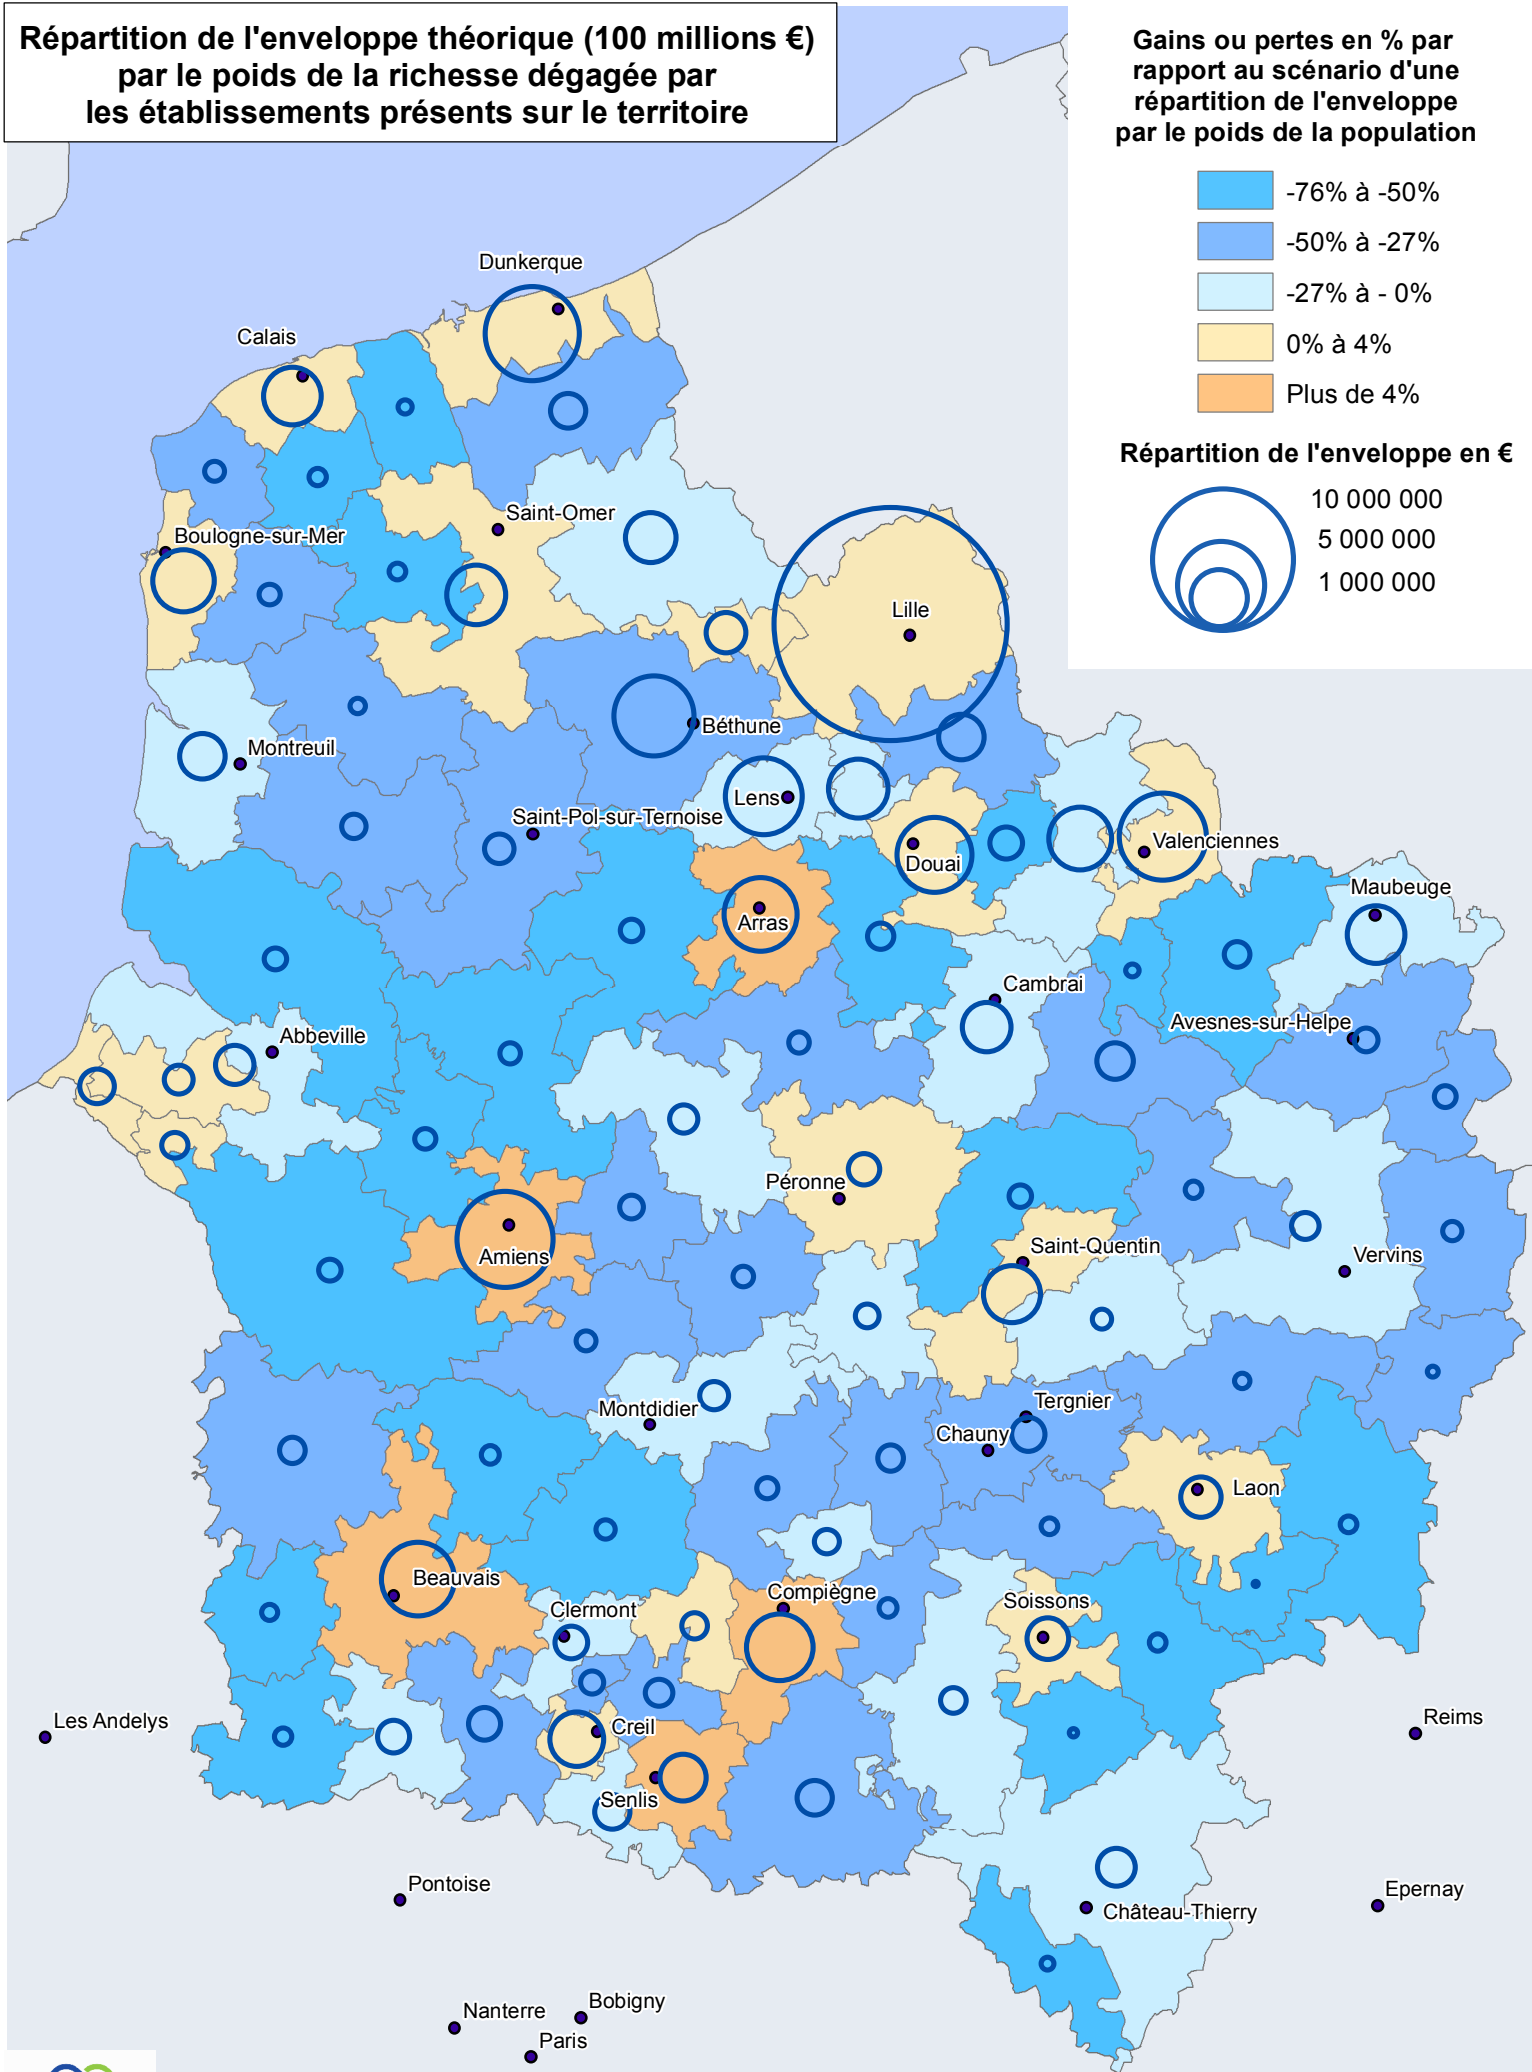 Répartition de l'enveloppe théorique (100 millions €)
par le poids de la richesse dégagée par
les établissements présents sur le territoire
Gains ou pertes en % par
rapport au scénario d'une
répartition de l'enveloppe
par le poids de la population
-76% à -50%
-50% à -27%
-27% à - 0%
0% à 4%
Plus de 4%
Répartition de l'enveloppe en €
10 000 000
5 000 000
1 000 000
Dunkerque
Calais
Saint-Omer
Boulogne-sur-Mer
Lille
Béthune
Montreuil
Lens
Saint-Pol-sur-Ternoise
Valenciennes
Douai
Maubeuge
Arras
Cambrai
Avesnes-sur-Helpe
Abbeville
Péronne
Saint-Quentin
Amiens
Vervins
Tergnier
Montdidier
Chauny
Laon
Beauvais
Compiègne
Soissons
Clermont
Les Andelys
Creil
Reims
Senlis
Pontoise
Epernay
Château-Thierry
Nanterre
Bobigny
Paris